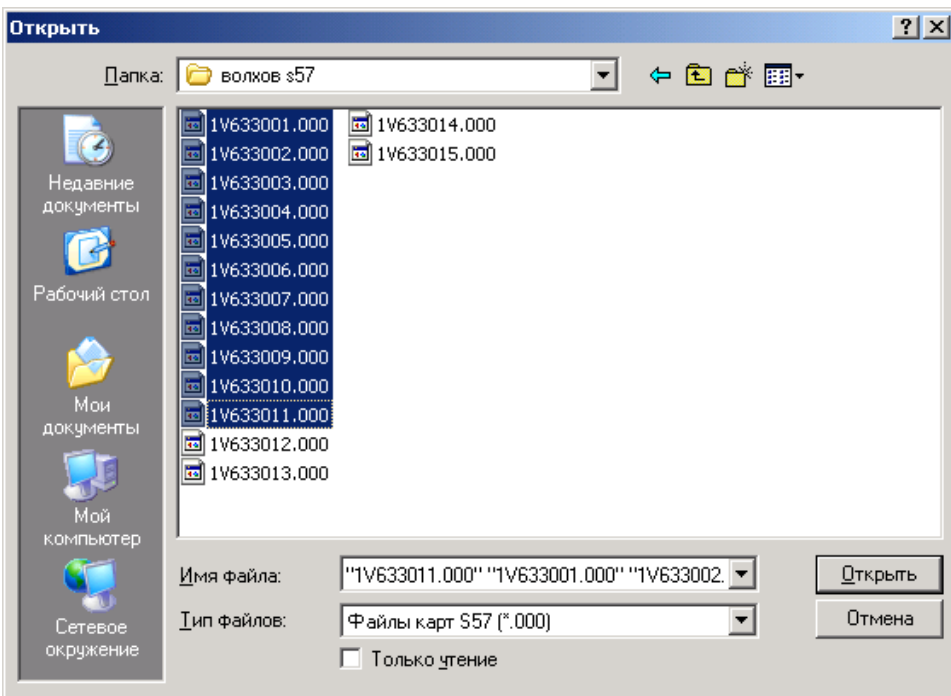 Открыть
Папка: волхов s57
Недавние документы
Рабочий стол
Мои документы
Мой компьютер
Сетевое окружение
1V633001.000
1V633002.000
1V633003.000
1V633004.000
1V633005.000
1V633006.000
1V633007.000
1V633008.000
1V633009.000
1V633010.000
1V633011.000
1V633012.000
1V633013.000
1V633014.000
1V633015.000
Имя файла: "1V633011.000" "1V633001.000" "1V633002.
Открыть
Тип файлов: Файлы карт S57 (*.000)
Отмена
Только чтение